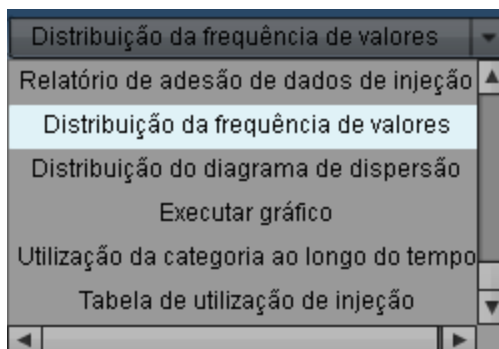 Distribuição da frequência de valores
Relatório de adesão de dados de injeção
Distribuição da frequência de valores
Distribuição do diagrama de dispersão
Executar gráfico
Utilização da categoria ao longo do tempo
Tabela de utilização de injeção